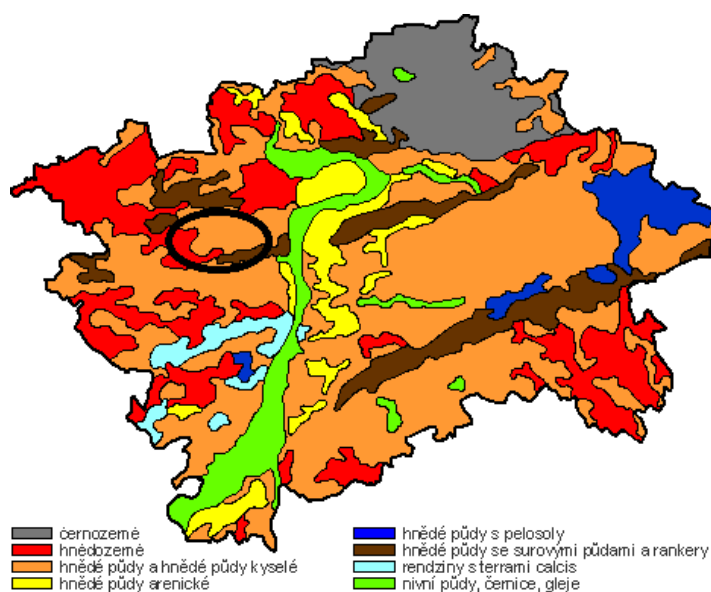 černozemě
hnědozemě
hnědé půdy a hnědé půdy kyselé
hnědé půdy arenické
hnědé půdy s pelosoly
hnědé půdy se surovými půdami a rankery
rendziny s terrami calcis
nivní půdy, černice, gleje